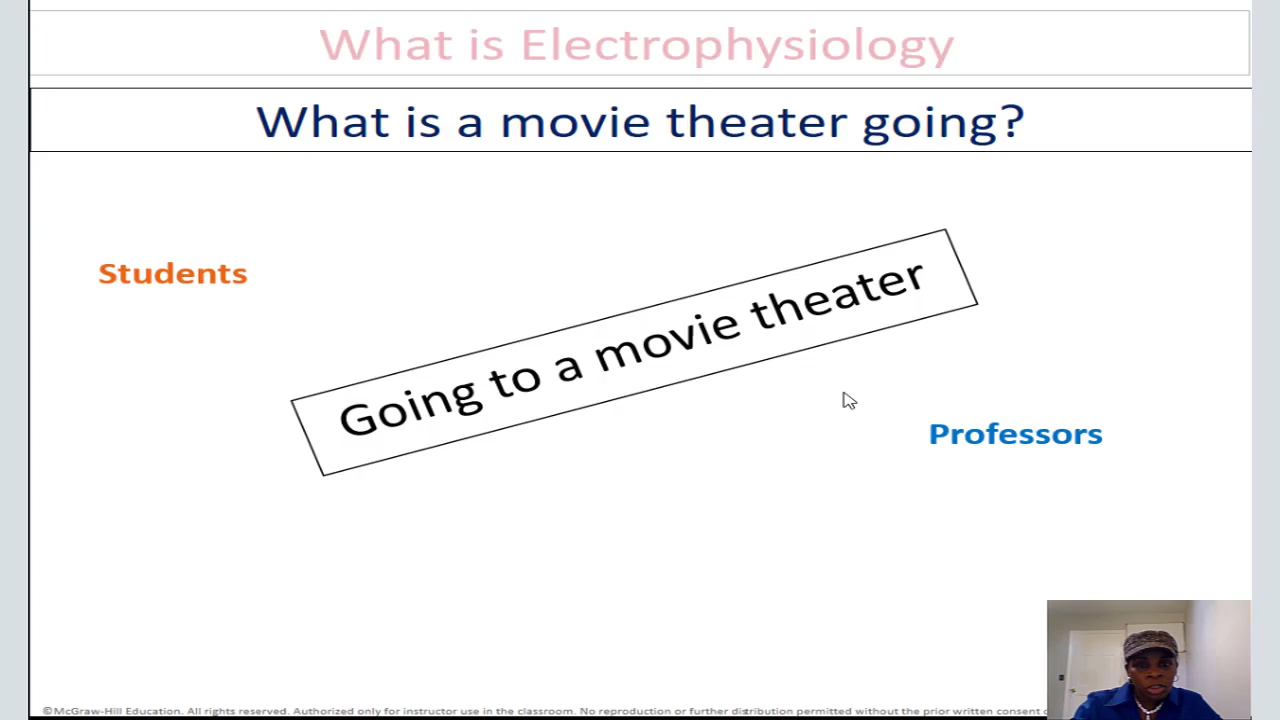 What is Electrophysiology
What is a movie theater going?
Students
Going to a movie theater
Professors
©McGraw-Hill Education. All rights reserved. Authorized only for instructor use in the classroom. No reproduction or further distribution permitted without the prior written consent